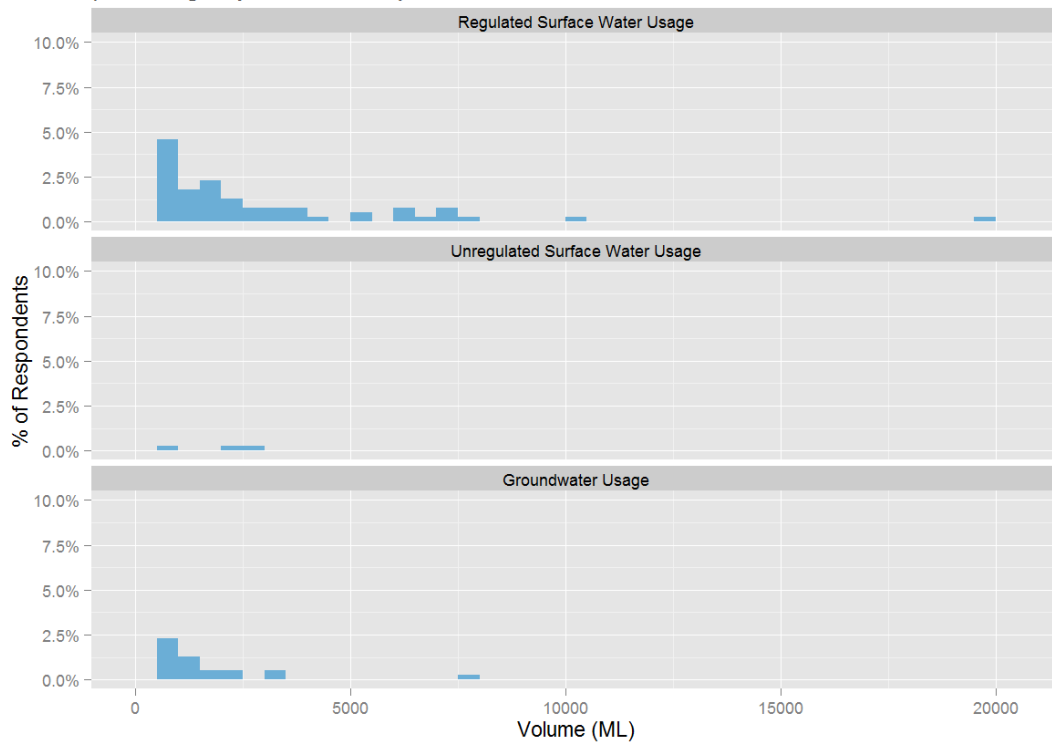 Regulated Surface Water Usage
10.0%
7.5%
5.0%
2.5%
0.0%
Unregulated Surface Water Usage
10.0%
7.5%
5.0%
2.5%
0.0%
% of Respondents
Groundwater Usage
10.0%
7.5%
5.0%
2.5%
0.0%
0 5000 10000 15000 20000
Volume (ML)